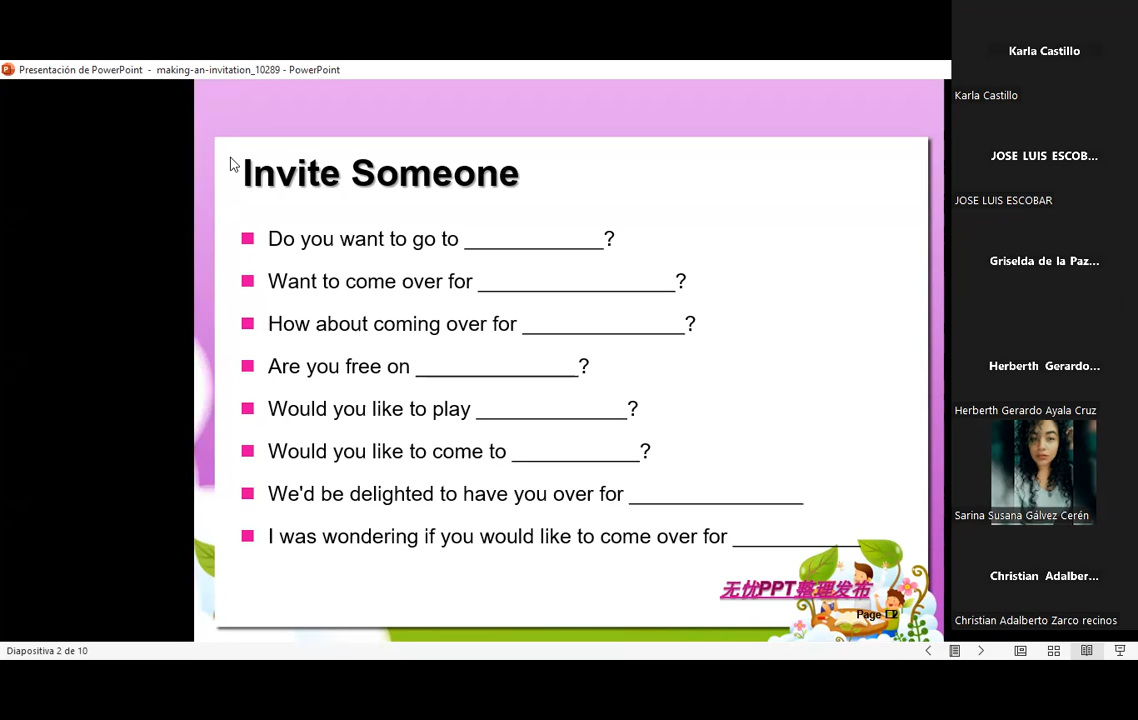 Presentación de PowerPoint - making-an-invitation_10289 - PowerPoint
Invite Someone
Do you want to go to ____________?
Want to come over for _________________?
How about coming over for ______________?
Are you free on ______________?
Would you like to play _____________?
Would you like to come to ___________?
We'd be delighted to have you over for _______________
I was wondering if you would like to come over for ___________
无忧PPT整理发布
Page
Diapositiva 2 de 10
Karla Castillo
Karla Castillo
JOSE LUIS ESCOB...
JOSE LUIS ESCOBAR
Griselda de la Paz...
Herberth Gerardo...
Herberth Gerardo Ayala Cruz
Sarina Susana Gálvez Cerén
Christian Adalber...
Christian Adalberto Zarco recinos